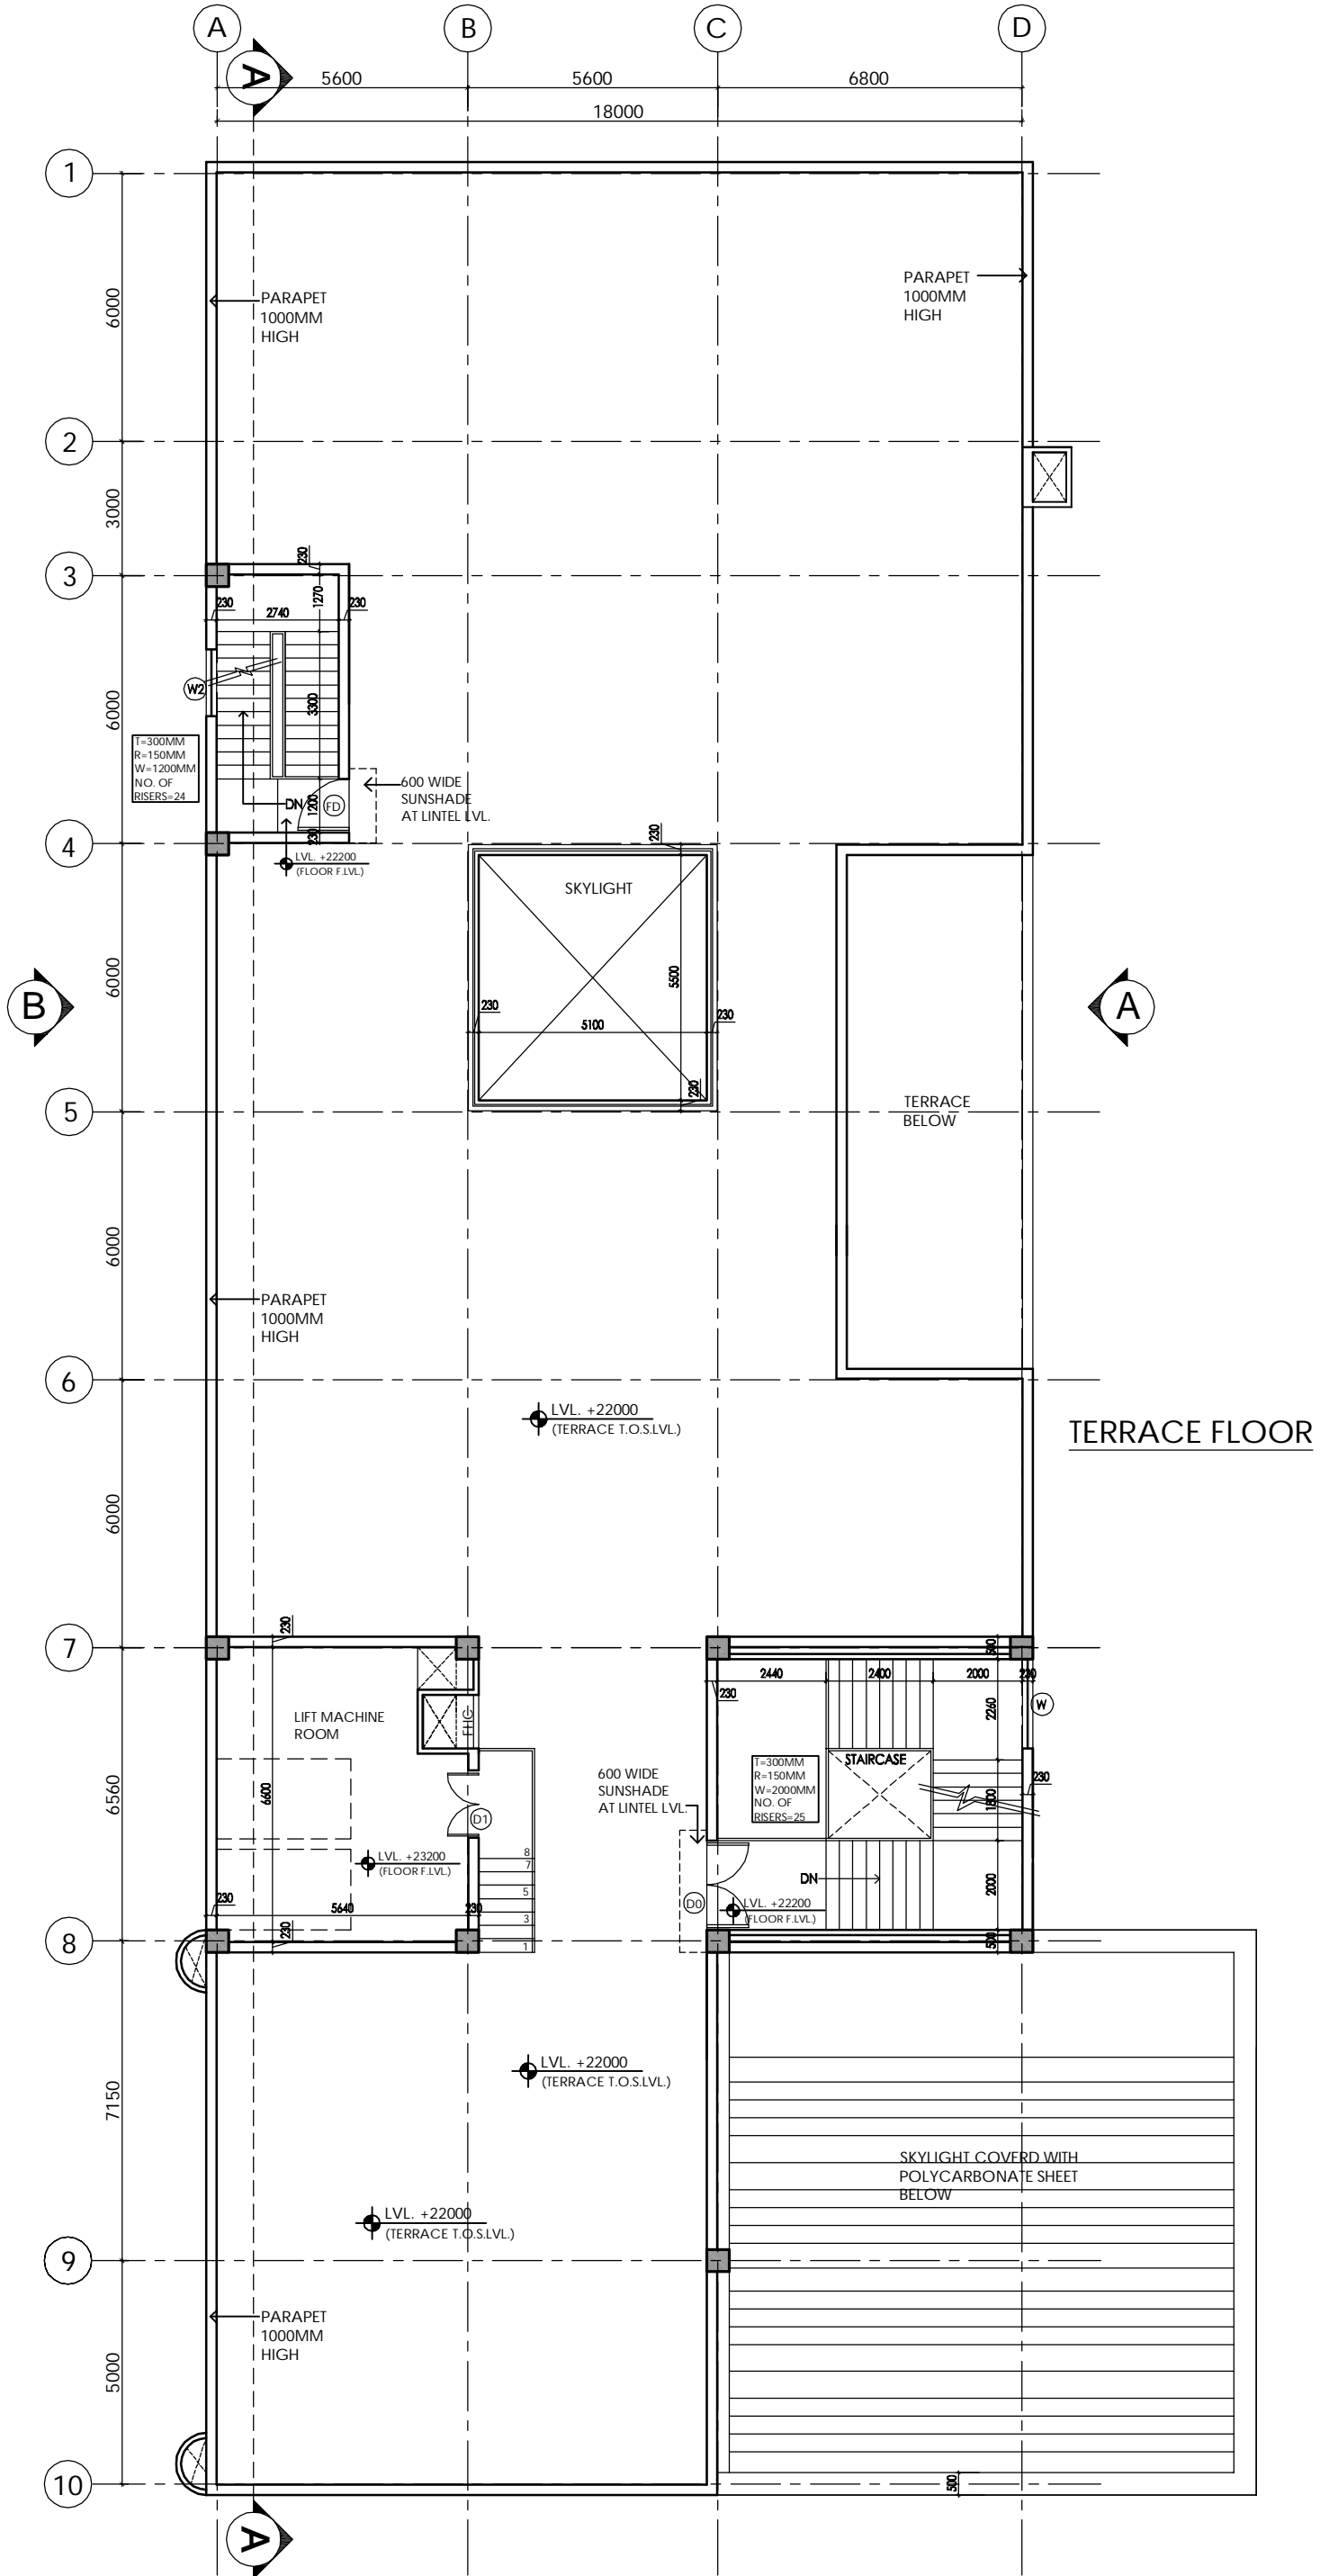 A
B
C
D
A
5600
5600
6800
18000
1
6000
PARAPET
1000MM
HIGH
PARAPET
1000MM
HIGH
2
3000
3
230
1270
230
2740
230
W2
3300
6000
T=300MM
R=150MM
W=1200MM
NO. OF
RISERS=24
DN
1200
FD
600 WIDE
SUNSHADE
AT LINTEL LVL.
230
4
LVL. +22200
(FLOOR F.LVL.)
230
SKYLIGHT
6000
5500
B
230
5100
230
A
230
5
TERRACE
BELOW
6000
PARAPET
1000MM
HIGH
6
LVL. +22000
(TERRACE T.O.S.LVL.)
TERRACE FLOOR
6000
7
230
500
2440
2400
2000
230
230
2260
W
LIFT MACHINE
ROOM
FHC
STAIRCASE
T=300MM
R=150MM
W=2000MM
NO. OF
RISERS=25
600 WIDE
SUNSHADE
AT LINTEL LVL.
230
1800
6560
6600
D1
LVL. +23200
(FLOOR F.LVL.)
8
7
5
3
1
DN
2000
D0
LVL. +22200
(FLOOR F.LVL.)
230
5640
230
230
500
8
LVL. +22000
(TERRACE T.O.S.LVL.)
7150
SKYLIGHT COVERD WITH
POLYCARBONATE SHEET
BELOW
LVL. +22000
(TERRACE T.O.S.LVL.)
9
PARAPET
1000MM
HIGH
5000
10
500
A